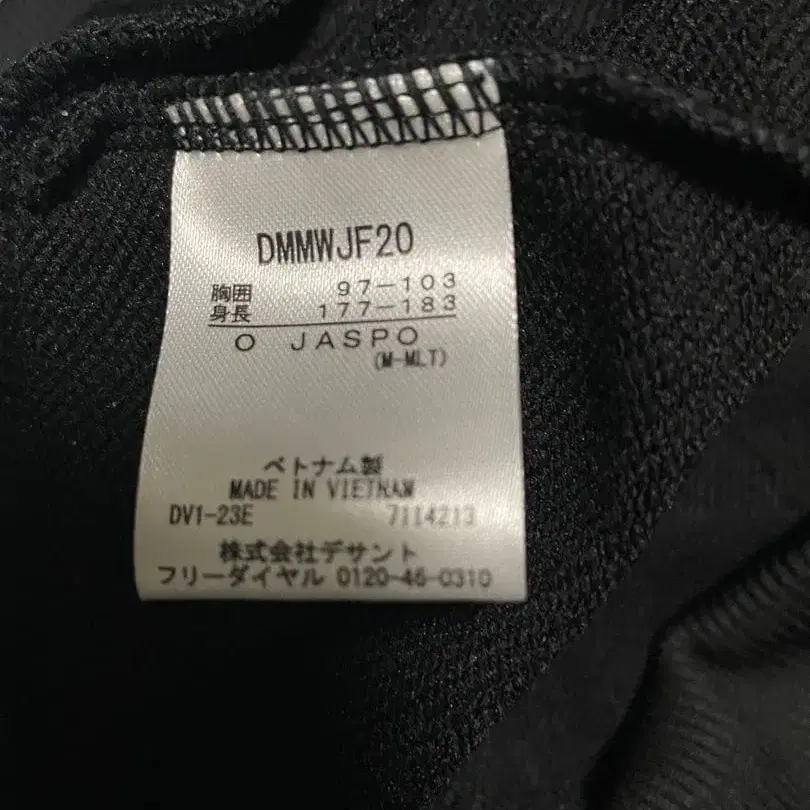 DMMWJF20
胸囲 97-103
身長 177-183
O JASPO
(M-MLT)
ベトナム製
MADE IN VIETNAM
DV1-23E 7114213
株式会社デサント
フリーダイヤル 0120-46-0310